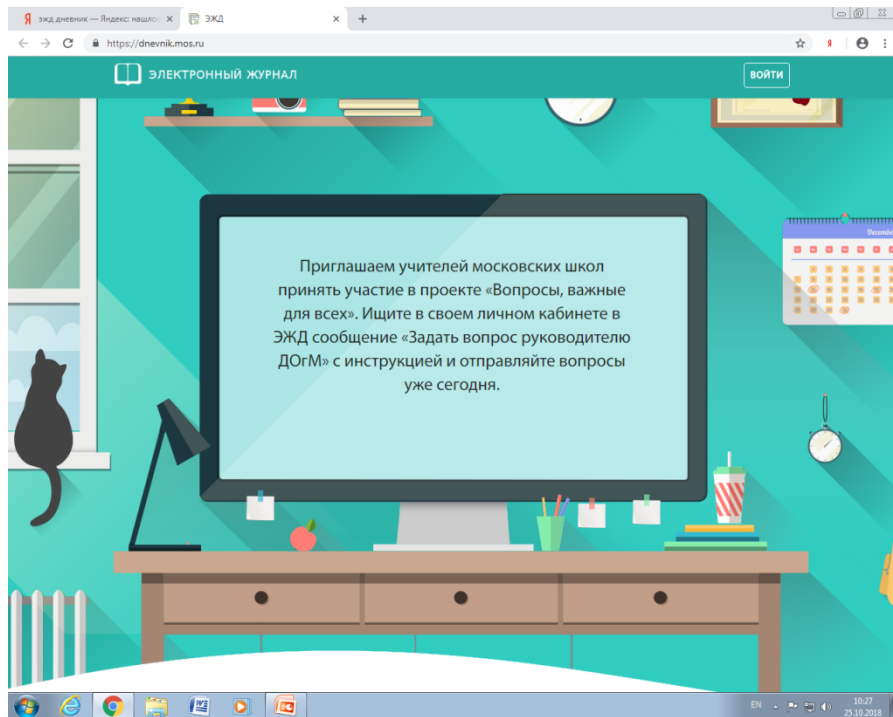 Я эжд дневник — Яндекс: нашло
ЭЖД
https://dnevnik.mos.ru
ЭЛЕКТРОННЫЙ ЖУРНАЛ
ВОЙТИ
Приглашаем учителей московских школ
принять участие в проекте «Вопросы, важные
для всех». Ищите в своем личном кабинете в
ЭЖД сообщение «Задать вопрос руководителю
ДОгМ» с инструкцией и отправляйте вопросы
уже сегодня.
EN
10:27
25.10.2018